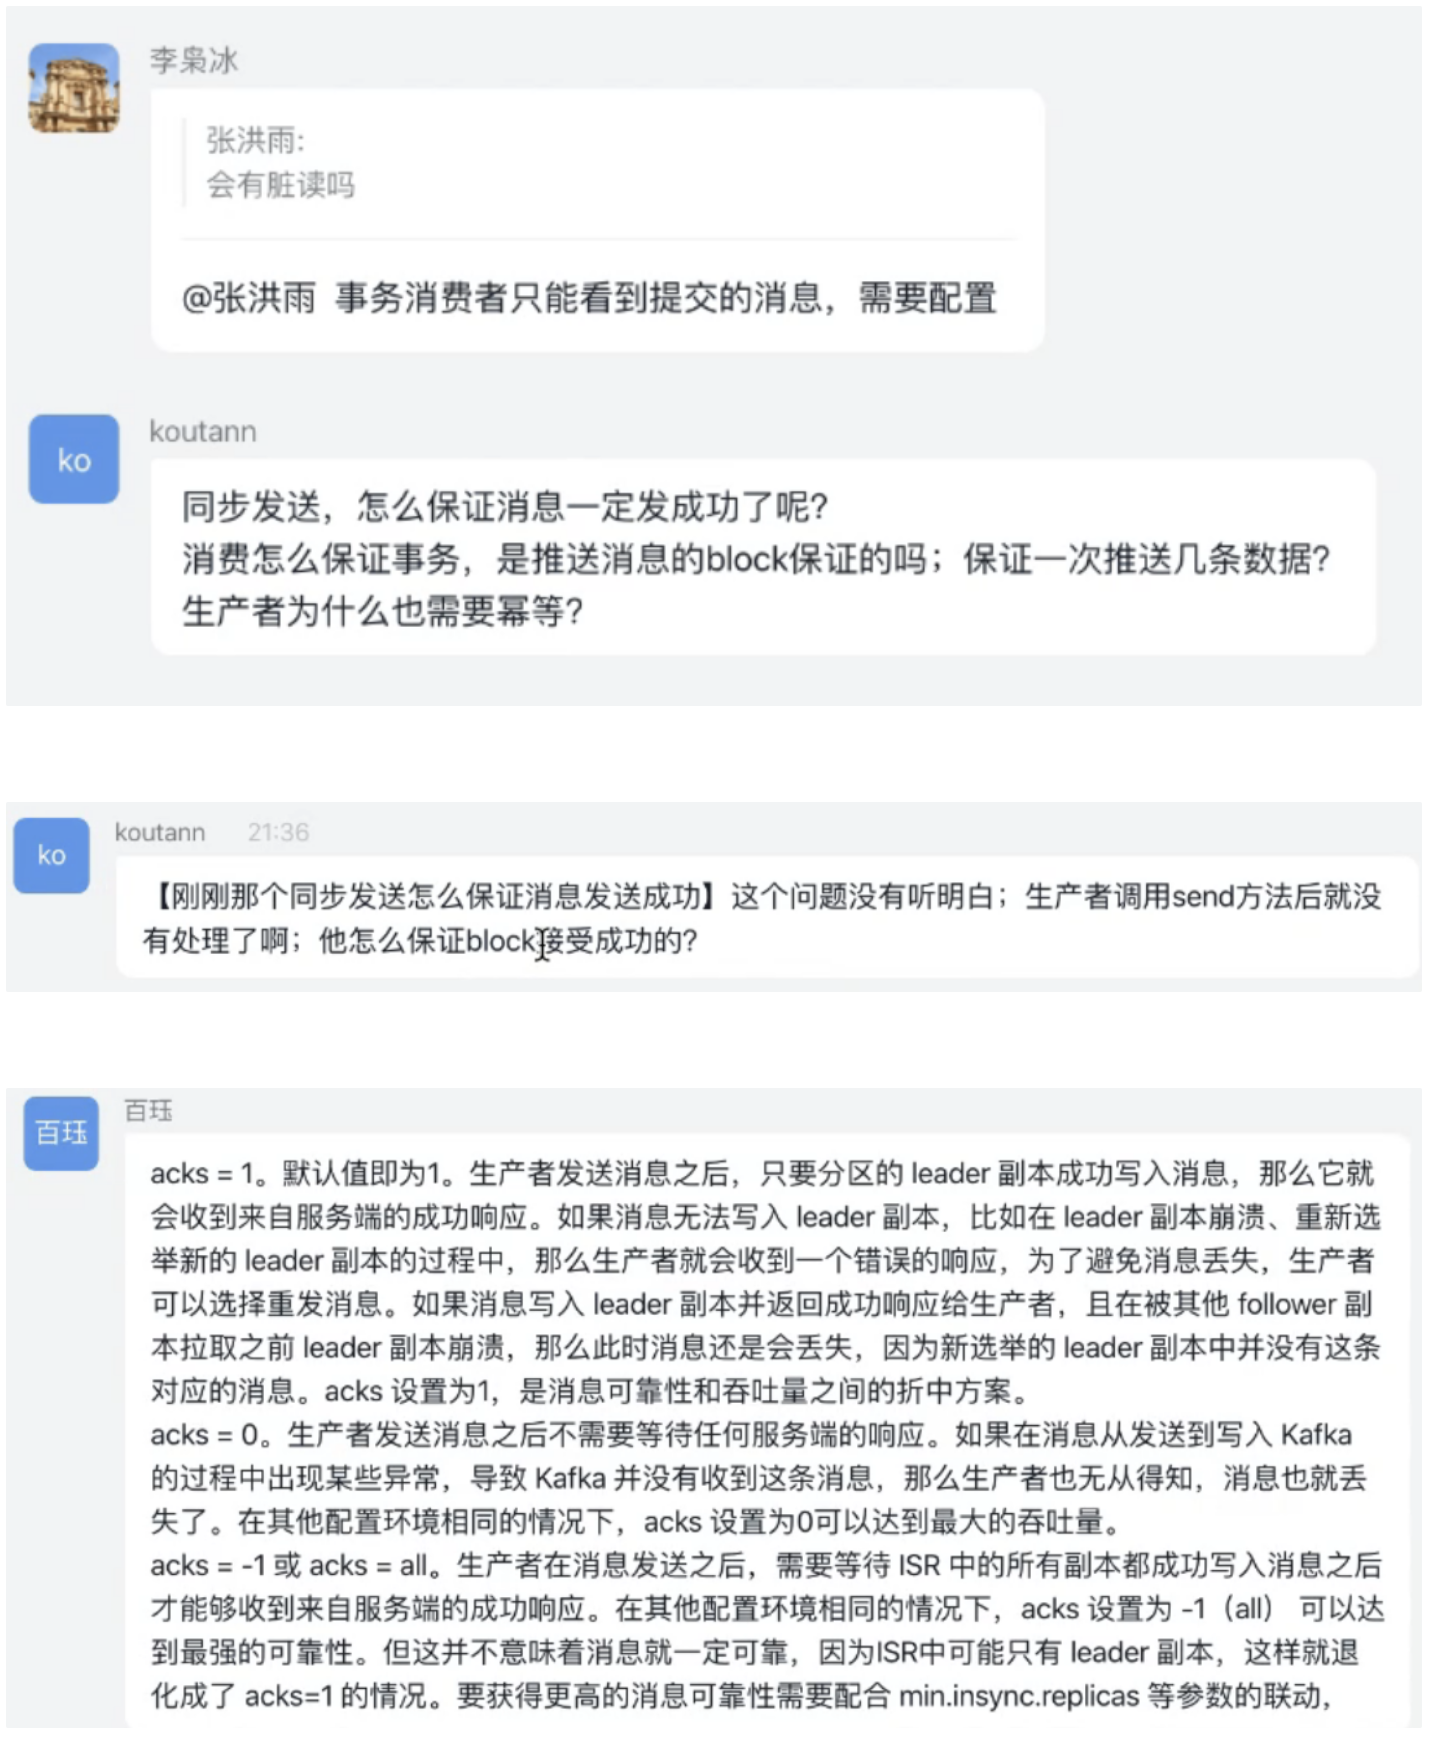 李枭冰
张洪雨:
会有脏读吗
@张洪雨 事务消费者只能看到提交的消息，需要配置
ko
koutann
同步发送，怎么保证消息一定发成功了呢？
消费怎么保证事务，是推送消息的block保证的吗；保证一次推送几条数据？
生产者为什么也需要幂等？
ko
koutann 21:36
【刚刚那个同步发送怎么保证消息发送成功】这个问题没有听明白；生产者调用send方法后就没
有处理了啊；他怎么保证block接受成功的？
百珏
百珏
acks = 1。默认值即为1。生产者发送消息之后，只要分区的 leader 副本成功写入消息，那么它就
会收到来自服务端的成功响应。如果消息无法写入 leader 副本，比如在 leader 副本崩溃、重新选
举新的 leader 副本的过程中，那么生产者就会收到一个错误的响应，为了避免消息丢失，生产者
可以选择重发消息。如果消息写入 leader 副本并返回成功响应给生产者，且在被其他 follower 副
本拉取之前 leader 副本崩溃，那么此时消息还是会丢失，因为新选举的 leader 副本中并没有这条
对应的消息。acks 设置为1，是消息可靠性和吞吐量之间的折中方案。
acks = 0。生产者发送消息之后不需要等待任何服务端的响应。如果在消息从发送到写入 Kafka
的过程中出现某些异常，导致 Kafka 并没有收到这条消息，那么生产者也无从得知，消息也就丢
失了。在其他配置环境相同的情况下，acks 设置为0可以达到最大的吞吐量。
acks = -1 或 acks = all。生产者在消息发送之后，需要等待 ISR 中的所有副本都成功写入消息之后
才能够收到来自服务端的成功响应。在其他配置环境相同的情况下，acks 设置为 -1（all） 可以达
到最强的可靠性。但这并不意味着消息就一定可靠，因为ISR中可能只有 leader 副本，这样就退
化成了 acks=1 的情况。要获得更高的消息可靠性需要配合 min.insync.replicas 等参数的联动，